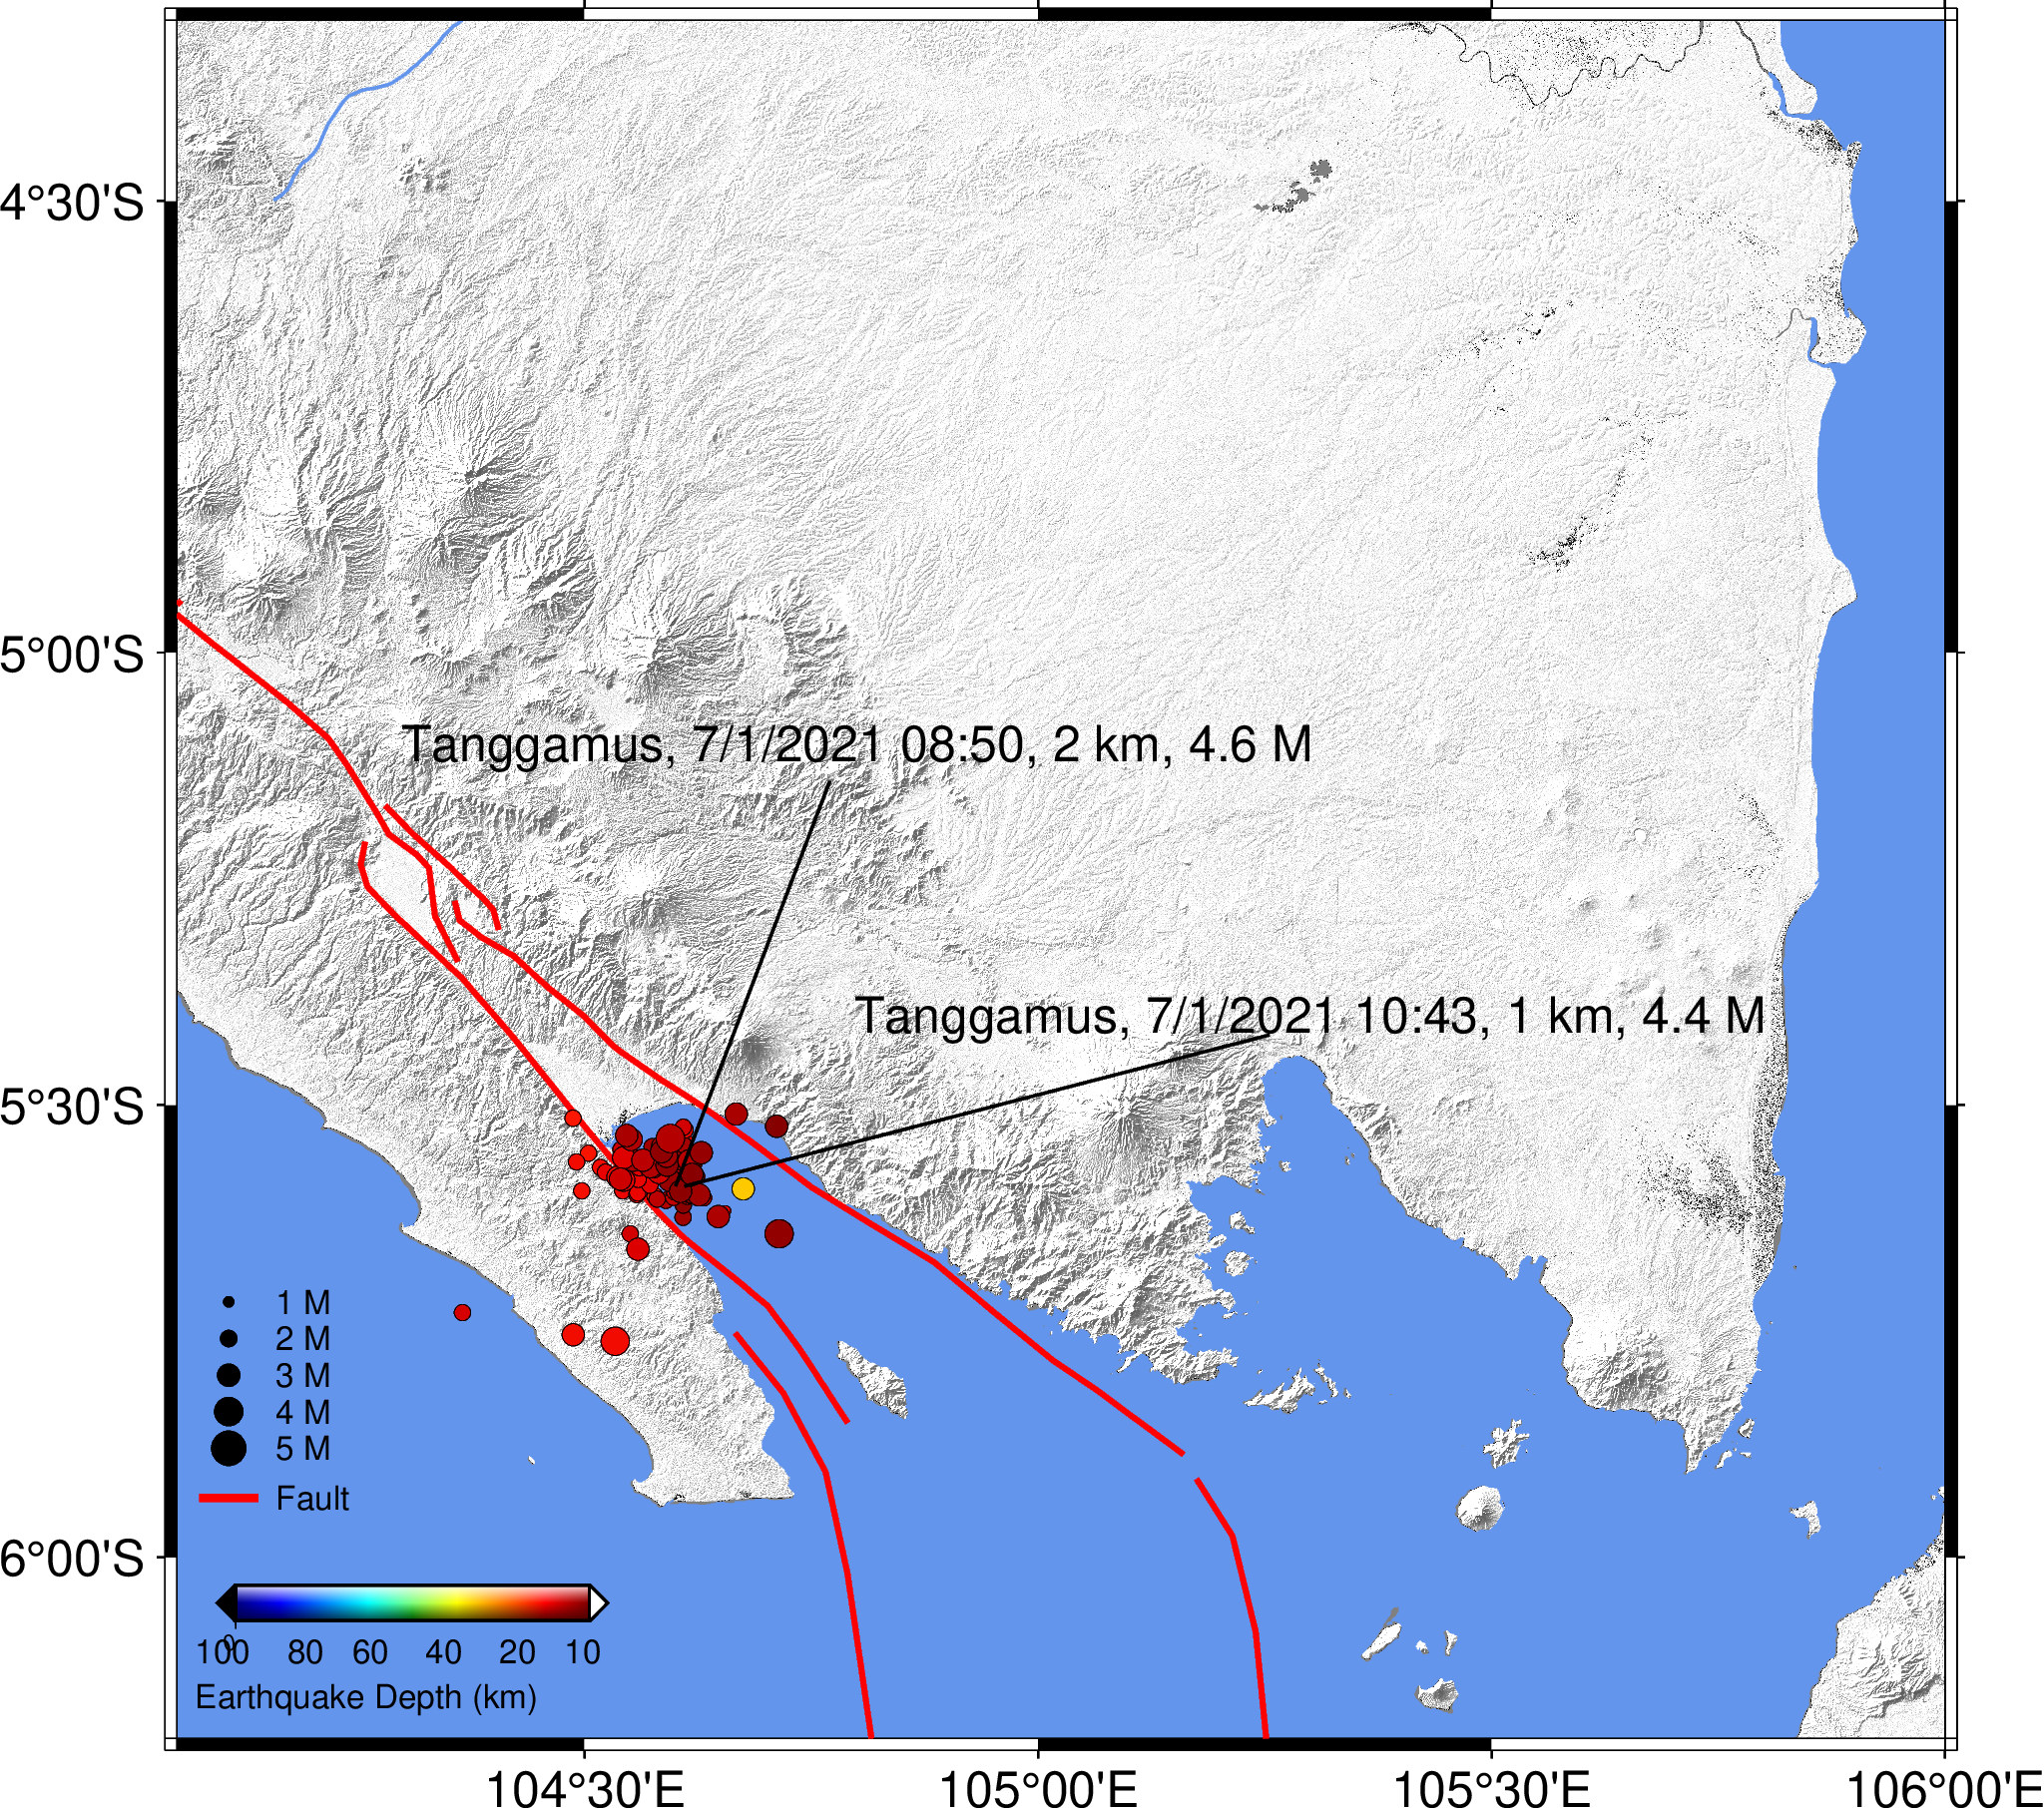 4°30'S
5°00'S
Tanggamus, 7/1/2021 08:50, 2 km, 4.6 M
Tanggamus, 7/1/2021 10:43, 1 km, 4.4 M
5°30'S
1 M
2 M
3 M
4 M
5 M
Fault
6°00'S
100 80 60 40 20 10
0
Earthquake Depth (km)
104°30'E 105°00'E 105°30'E 106°00'E